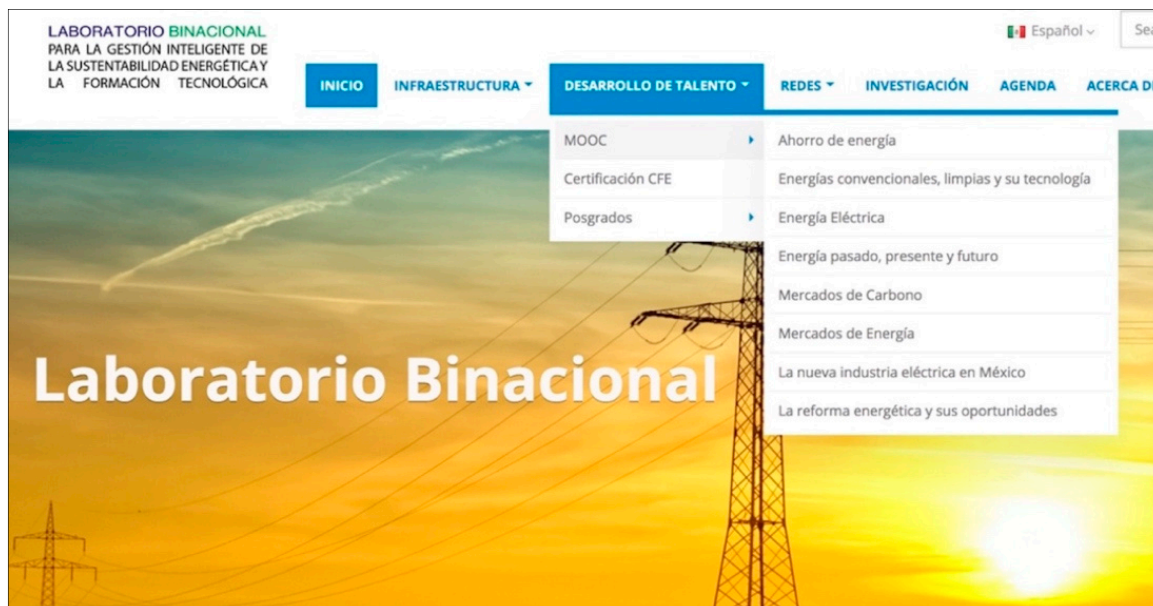 LABORATORIO BINACIONAL
PARA LA GESTIÓN INTELIGENTE DE
LA SUSTENTABILIDAD ENERGÉTICA Y
LA FORMACIÓN TECNOLÓGICA
Español
Sea
INICIO INFRAESTRUCTURA DESARROLLO DE TALENTO REDES INVESTIGACIÓN AGENDA ACERCA D
MOOC
Certificación CFE
Posgrados
Ahorro de energía
Energías convencionales, limpias y su tecnología
Energía Eléctrica
Energía pasado, presente y futuro
Mercados de Carbono
Mercados de Energía
La nueva industria eléctrica en México
La reforma energética y sus oportunidades
Laboratorio Binacional